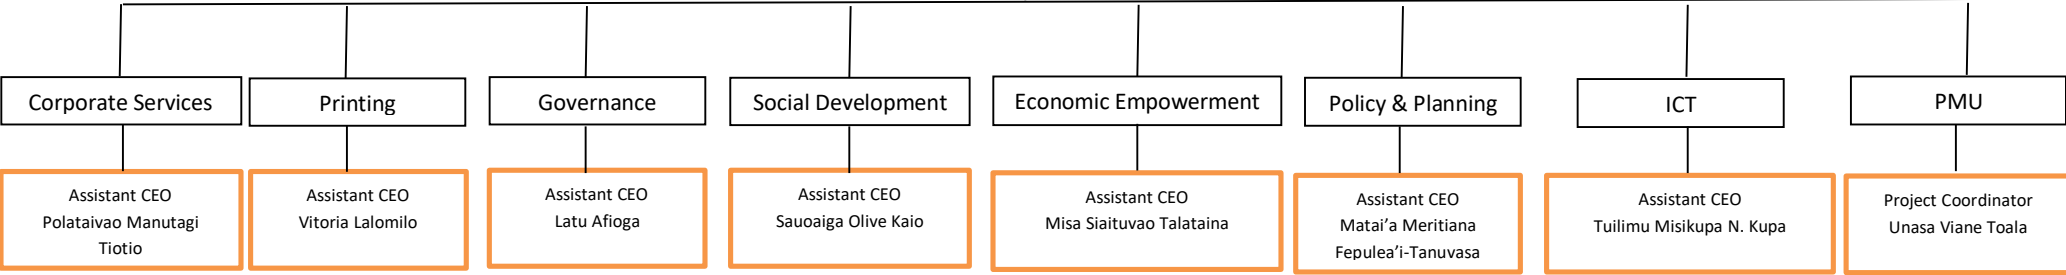 Corporate Services
Printing
Governance
Social Development
Economic Empowerment
Policy & Planning
ICT
PMU
Assistant CEO
Polataivao Manutagi
Tiotio
Assistant CEO
Vitoria Lalomilo
Assistant CEO
Latu Afioga
Assistant CEO
Sauoaiga Olive Kaio
Assistant CEO
Misa Siaituvao Talataina
Assistant CEO
Matai’a Meritiana
Fepulea’i-Tanuvasa
Assistant CEO
Tuilimu Misikupa N. Kupa
Project Coordinator
Unasa Viane Toala